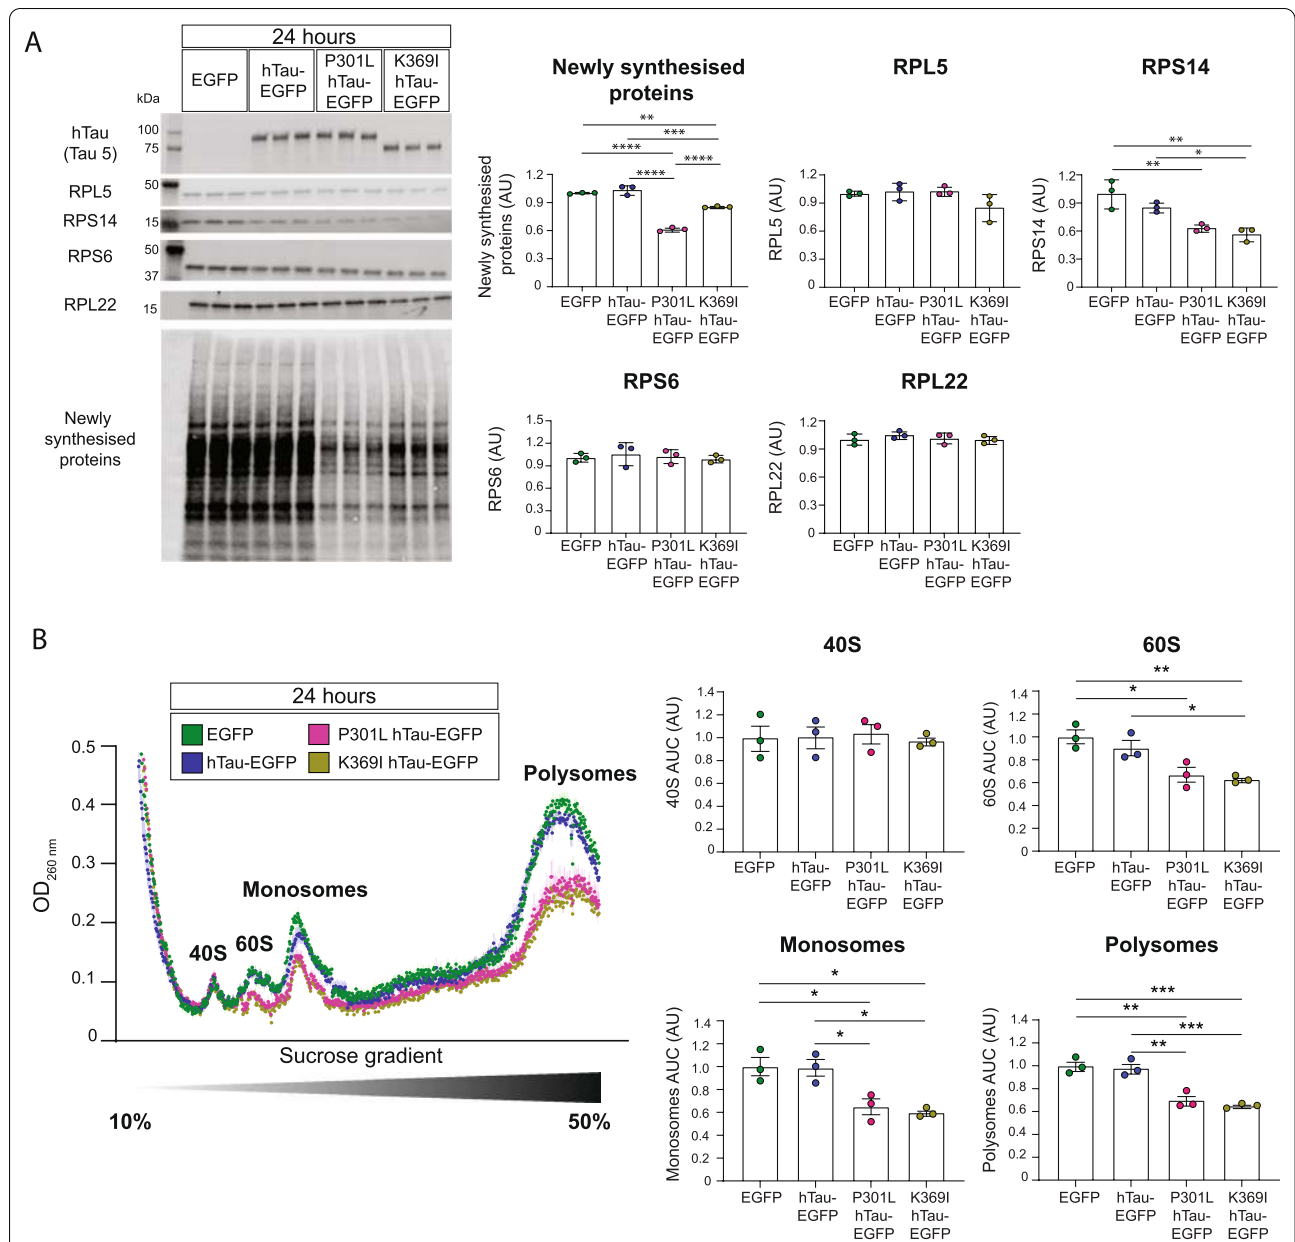 A
24 hours
EGFP
hTau-
EGFP
P301L
hTau-
EGFP
K369I
hTau-
EGFP
kDa
hTau
(Tau 5)
100
75
RPL5
50
RPS14
15
RPS6
50
37
RPL22
15
Newly
synthesised
proteins
Newly synthesised
proteins
**
***
****
****
****
Newly synthesised
proteins (AU)
1.2
0.9
0.6
0.3
0
EGFP
hTau-
EGFP
P301L
hTau-
EGFP
K369I
hTau-
EGFP
RPL5
RPL5 (AU)
1.2
0.9
0.6
0.3
0
EGFP
hTau-
EGFP
P301L
hTau-
EGFP
K369I
hTau-
EGFP
RPS14
**
*
**
RPS14 (AU)
1.2
0.9
0.6
0.3
0
EGFP
hTau-
EGFP
P301L
hTau-
EGFP
K369I
hTau-
EGFP
RPS6
RPS6 (AU)
1.5
1.2
0.9
0.6
0.3
0
EGFP
hTau-
EGFP
P301L
hTau-
EGFP
K369I
hTau-
EGFP
RPL22
RPL22 (AU)
1.2
0.9
0.6
0.3
0
EGFP
hTau-
EGFP
P301L
hTau-
EGFP
K369I
hTau-
EGFP
B
24 hours
EGFP
P301L hTau-EGFP
hTau-EGFP
K369I hTau-EGFP
OD260 nm
0.5
0.4
0.3
0.2
0.1
0
40S
60S
Monosomes
Polysomes
Sucrose gradient
10%
50%
40S
40S AUC (AU)
1.4
1.2
1.0
0.8
0.6
0.4
0.2
0
EGFP
hTau-
EGFP
P301L
hTau-
EGFP
K369I
hTau-
EGFP
60S
**
*
*
60S AUC (AU)
1.4
1.2
1.0
0.8
0.6
0.4
0.2
0
EGFP
hTau-
EGFP
P301L
hTau-
EGFP
K369I
hTau-
EGFP
Monosomes
*
*
*
*
Monosomes AUC (AU)
1.4
1.2
1.0
0.8
0.6
0.4
0.2
0
EGFP
hTau-
EGFP
P301L
hTau-
EGFP
K369I
hTau-
EGFP
Polysomes
***
**
***
**
Polysomes AUC (AU)
1.4
1.2
1.0
0.8
0.6
0.4
0.2
0
EGFP
hTau-
EGFP
P301L
hTau-
EGFP
K369I
hTau-
EGFP